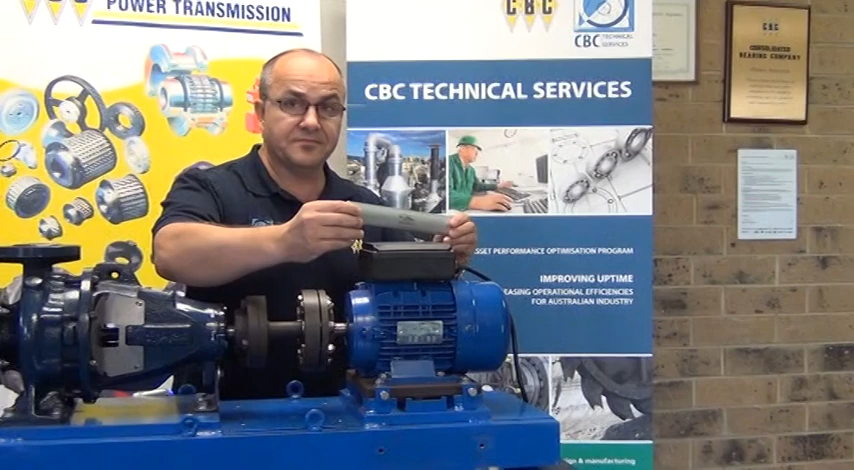 POWER TRANSMISSION
CBC
CBC TECHNICAL
SERVICES
CBC TECHNICAL SERVICES
ASSET PERFORMANCE OPTIMISATION PROGRAM
IMPROVING UPTIME
EASING OPERATIONAL EFFICIENCIES
FOR AUSTRALIAN INDUSTRY
& manufacturing
CBC
CONSOLIDATED
BEARING COMPANY